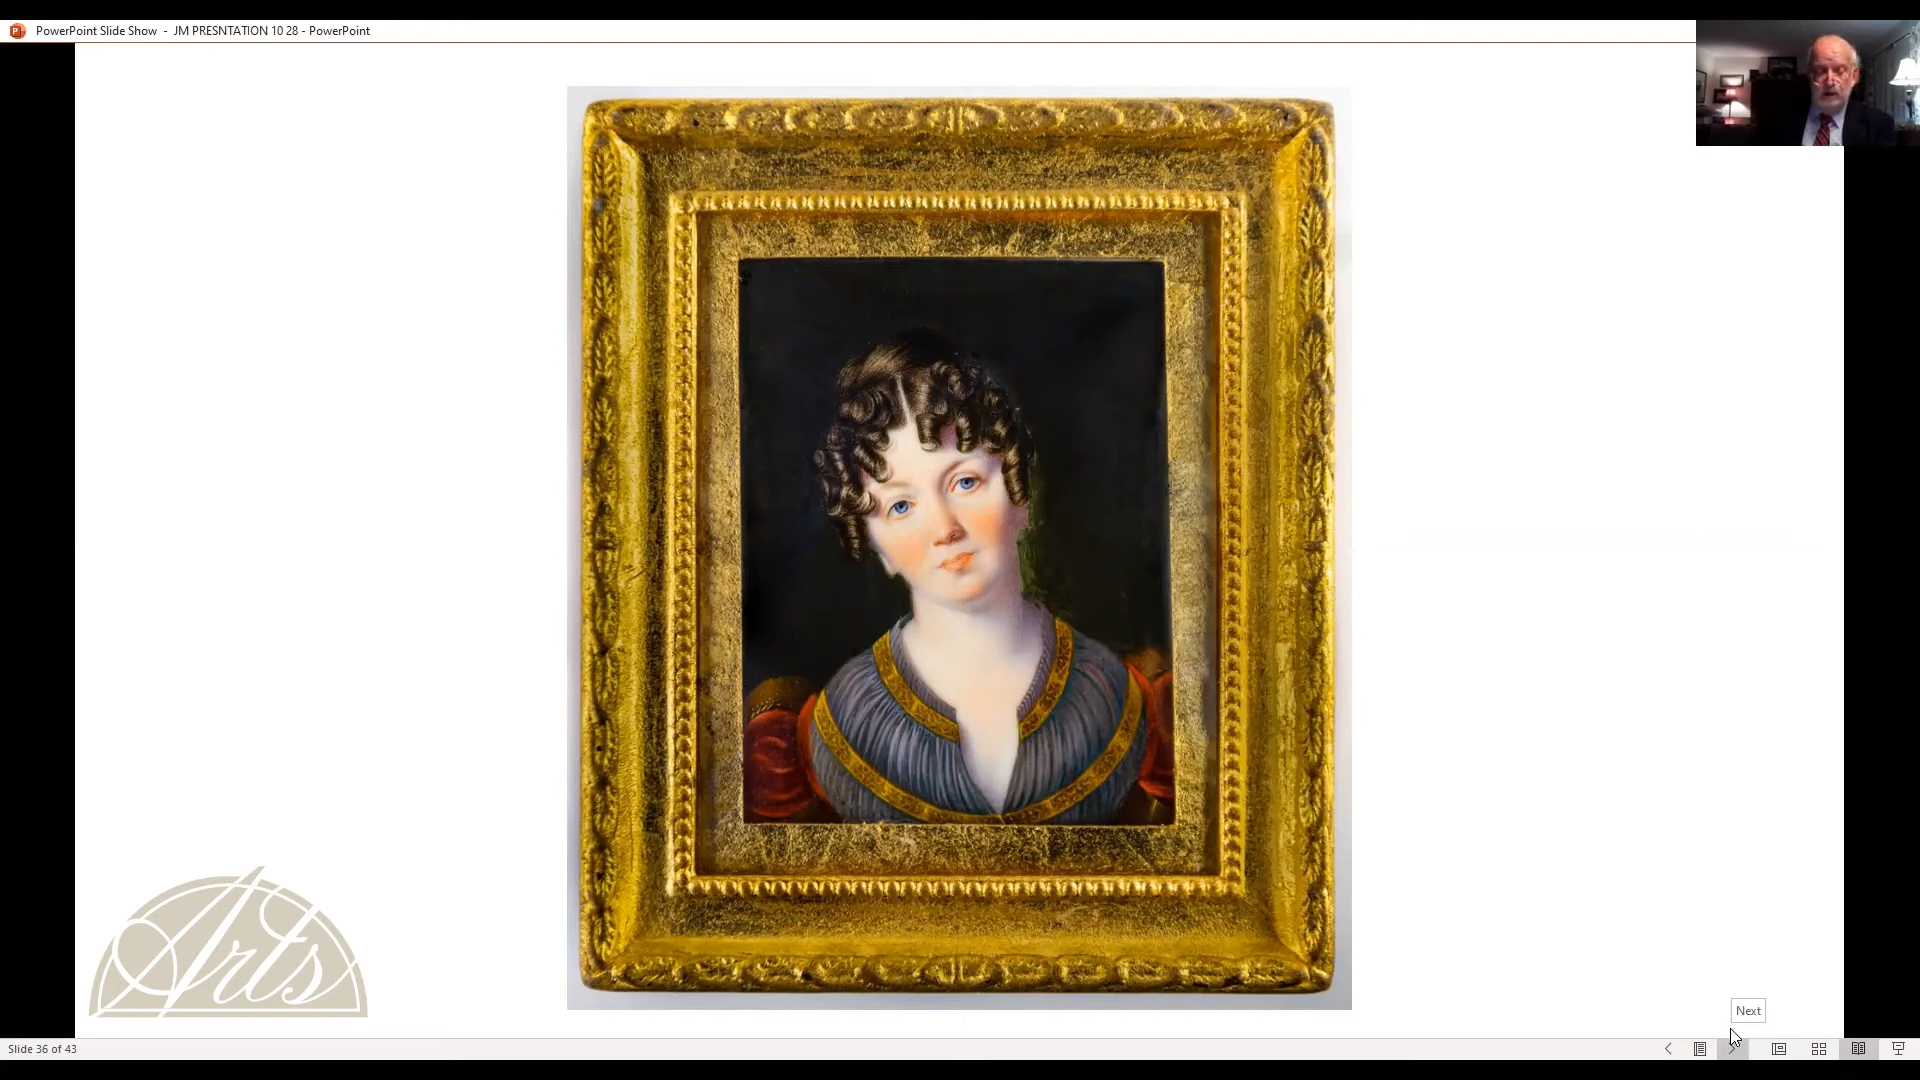 PowerPoint Slide Show - JM PRESNTATION 10 28 - PowerPoint
Arts
Next
Slide 36 of 43